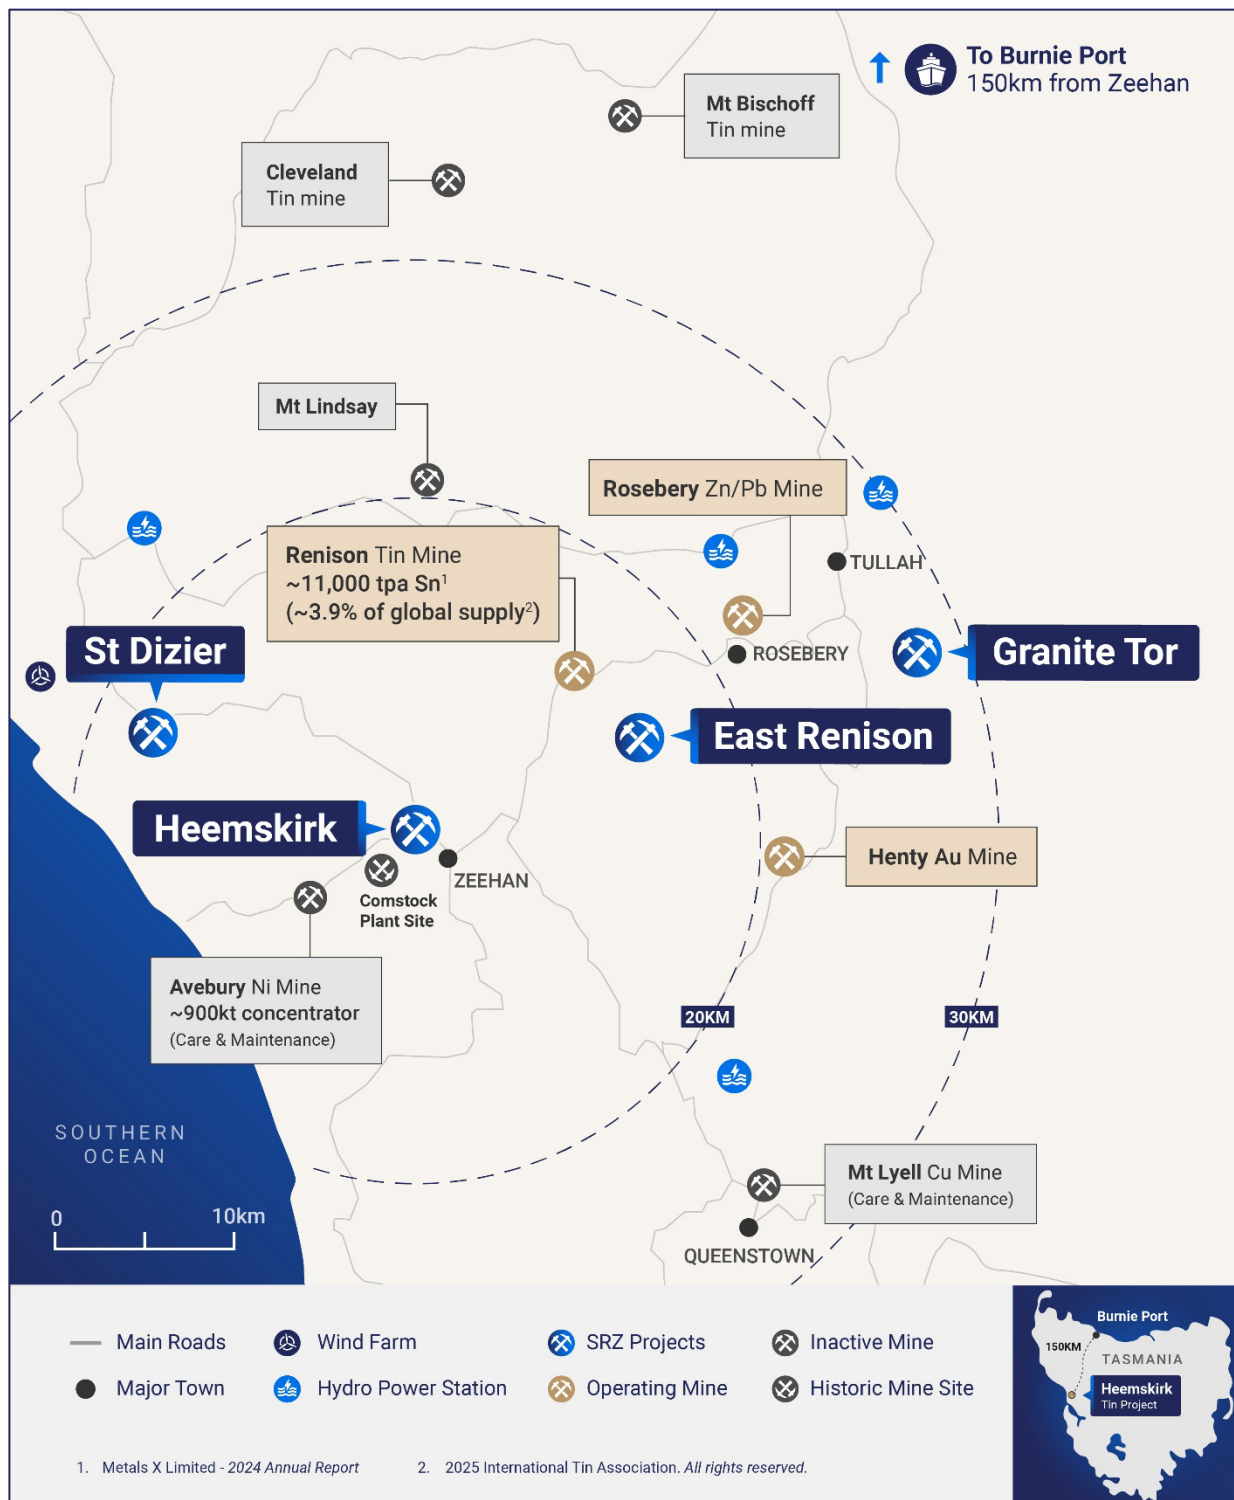 To Burnie Port
150km from Zeehan
Mt Bischoff
Tin mine
Cleveland
Tin mine
Mt Lindsay
Rosebery Zn/Pb Mine
Renison Tin Mine
~11,000 tpa Sn1
(~3.9% of global supply2)
TULLAH
St Dizier
ROSEBERY
Granite Tor
East Renison
Heemskirk
Henty Au Mine
ZEEHAN
Comstock
Plant Site
Avebury Ni Mine
~900kt concentrator
(Care & Maintenance)
20KM
30KM
SOUTHERN
OCEAN
Mt Lyell Cu Mine
(Care & Maintenance)
0 10km
QUEENSTOWN
Main Roads
Wind Farm
SRZ Projects
Inactive Mine
Major Town
Hydro Power Station
Operating Mine
Historic Mine Site
Burnie Port
150KM
TASMANIA
Heemskirk
Tin Project
1. Metals X Limited - 2024 Annual Report
2. 2025 International Tin Association. All rights reserved.